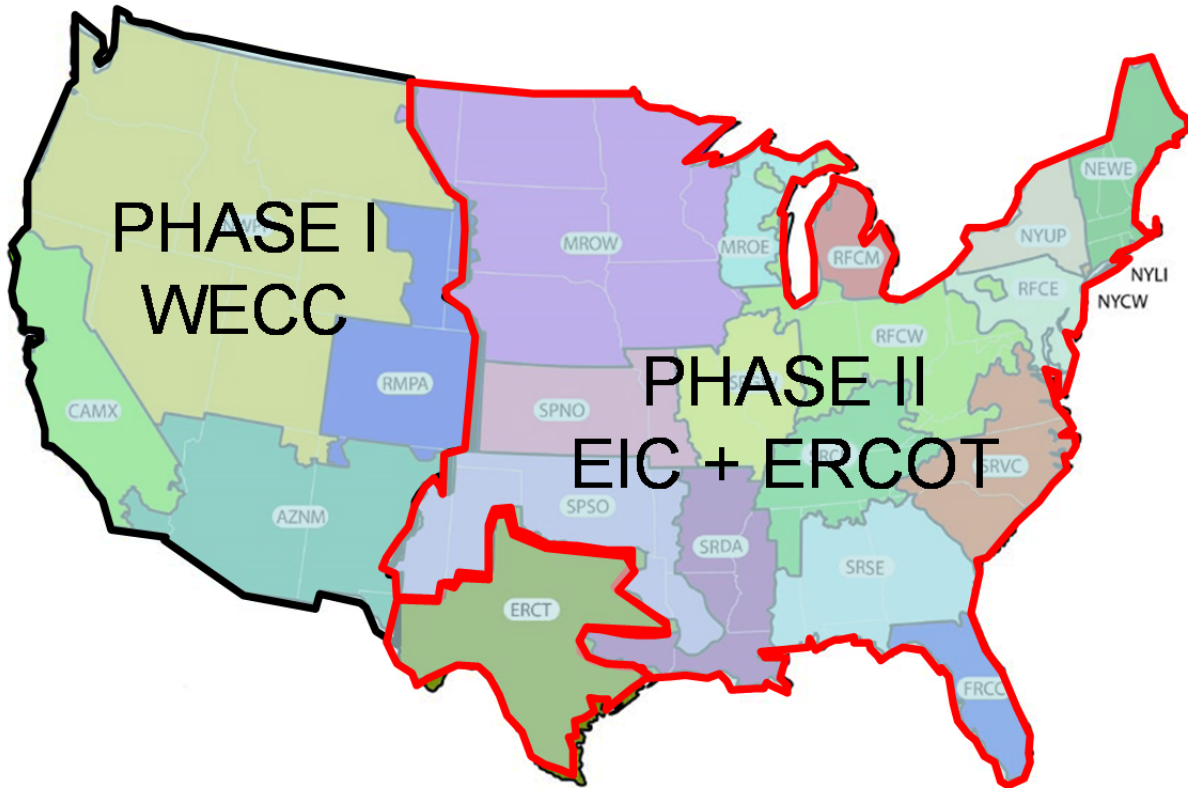 PHASE I
WECC
CAMX
RMPA
AZNM
MROW
MROE
RFCM
NEWE
NYUP
NYLI
NYCW
RFCE
RFCW
PHASE II
EIC + ERCOT
SPNO
SRVC
SPSO
SRDA
SRSE
ERCT
FRCC